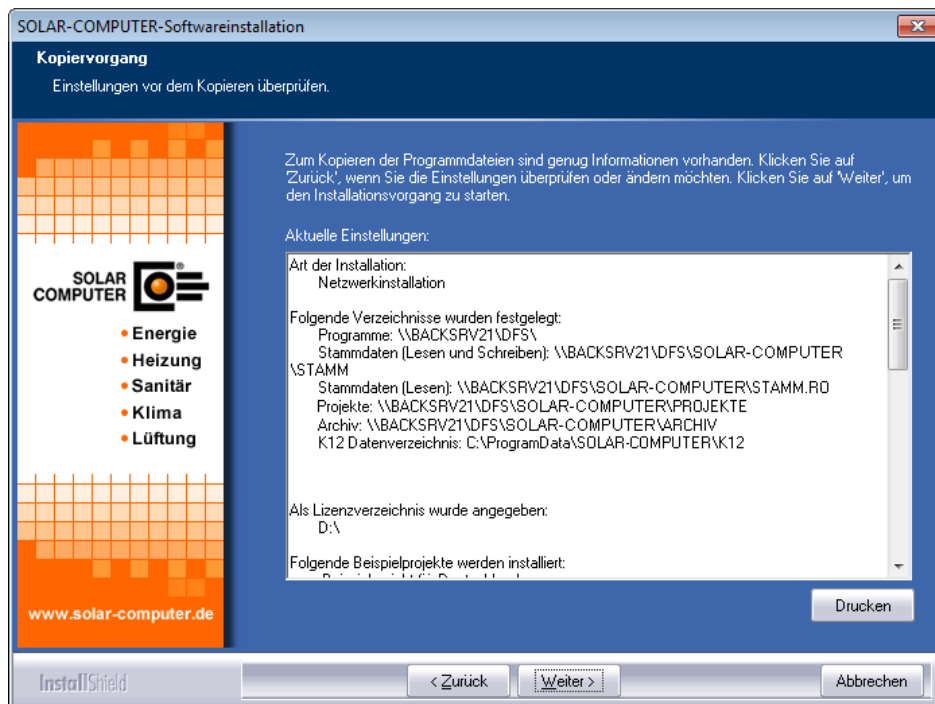 SOLAR-COMPUTER-Softwareinstallation
Kopiervorgang
Einstellungen vor dem Kopieren überprüfen.
Zum Kopieren der Programmdateien sind genug Informationen vorhanden. Klicken Sie auf
'Zurück', wenn Sie die Einstellungen überprüfen oder ändern möchten. Klicken Sie auf 'Weiter', um
den Installationsvorgang zu starten.
Aktuelle Einstellungen:
Art der Installation:
Netzwerkinstallation
Folgende Verzeichnisse wurden festgelegt:
Programme: \\BACKSRV21\DFS\
Stammdaten (Lesen und Schreiben): \\BACKSRV21\DFS\SOLAR-COMPUTER
\STAMM
Stammdaten (Lesen): \\BACKSRV21\DFS\SOLAR-COMPUTER\STAMM.RO
Projekte: \\BACKSRV21\DFS\SOLAR-COMPUTER\PROJEKTE
Archiv: \\BACKSRV21\DFS\SOLAR-COMPUTER\ARCHIV
K12 Datenverzeichnis: C:\ProgramData\SOLAR-COMPUTER\K12
Als Lizenzverzeichnis wurde angegeben:
D:\
Folgende Beispielprojekte werden installiert:
SOLAR
COMPUTER
®
• Energie
• Heizung
• Sanitär
• Klima
• Lüftung
www.solar-computer.de
Drucken
InstallShield
< Zurück
Weiter >
Abbrechen